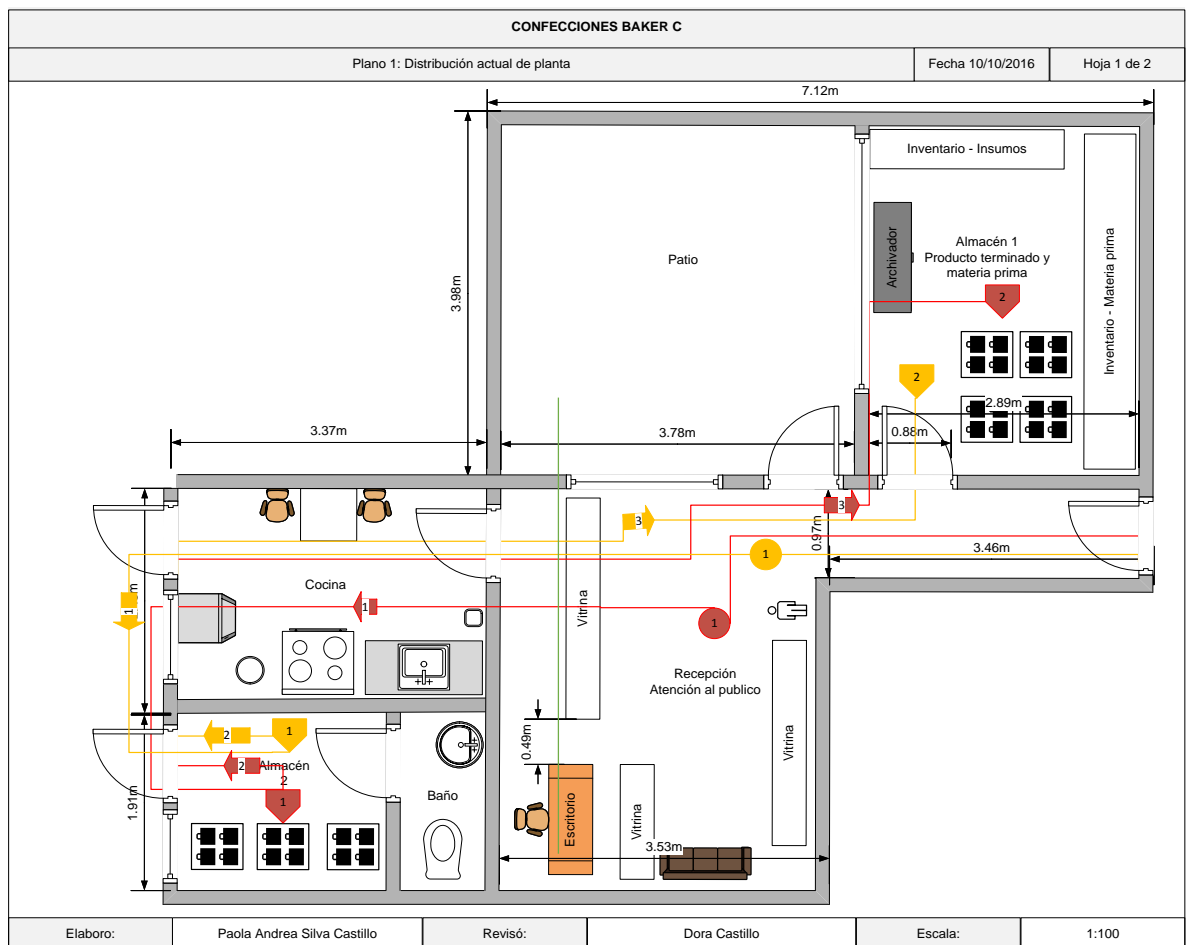 CONFECCIONES BAKER C
Plano 1: Distribución actual de planta
Fecha 10/10/2016
Hoja 1 de 2
7.12m
Inventario - Insumos
Inventario - Materia prima
Archivador
Almacén 1
Producto terminado y
materia prima
2
Patio
3.98m
2
2.89m
0.88m
3.37m
3.78m
3
3
0.97m
3.46m
1
Cocina
1
1
1
Vitrina
Recepción
Atención al publico
Vitrina
0.49m
2
1
2
Almacén
2
1
1.91m
Baño
Escritorio
Vitrina
3.53m
Elaboro:
Paola Andrea Silva Castillo
Revisó:
Dora Castillo
Escala:
1:100